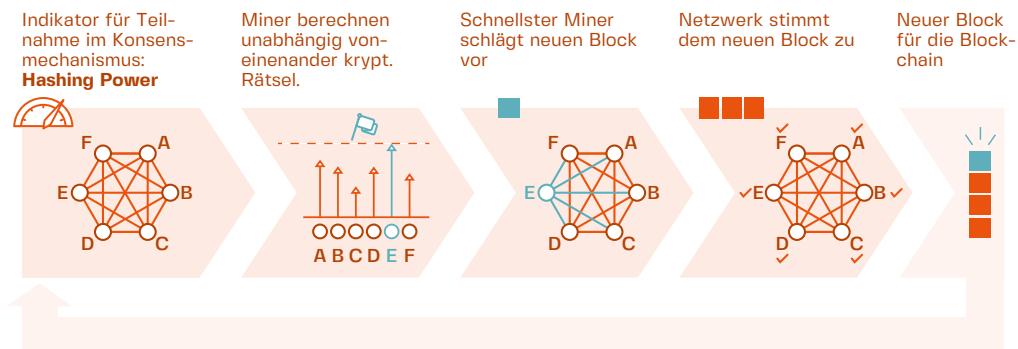 Indikator für Teil-
nahme im Konsens-
mechanismus:
Hashing Power
Miner berechnen
unabhängig von-
einenander krypt.
Rätsel.
Schnellster Miner
schlägt neuen Block
vor
Netzwerk stimmt
dem neuen Block zu
Neuer Block
für die Block-
chain
F A
E B
D C
A B C D E F
F A
E B
D C
F A
E B
D C